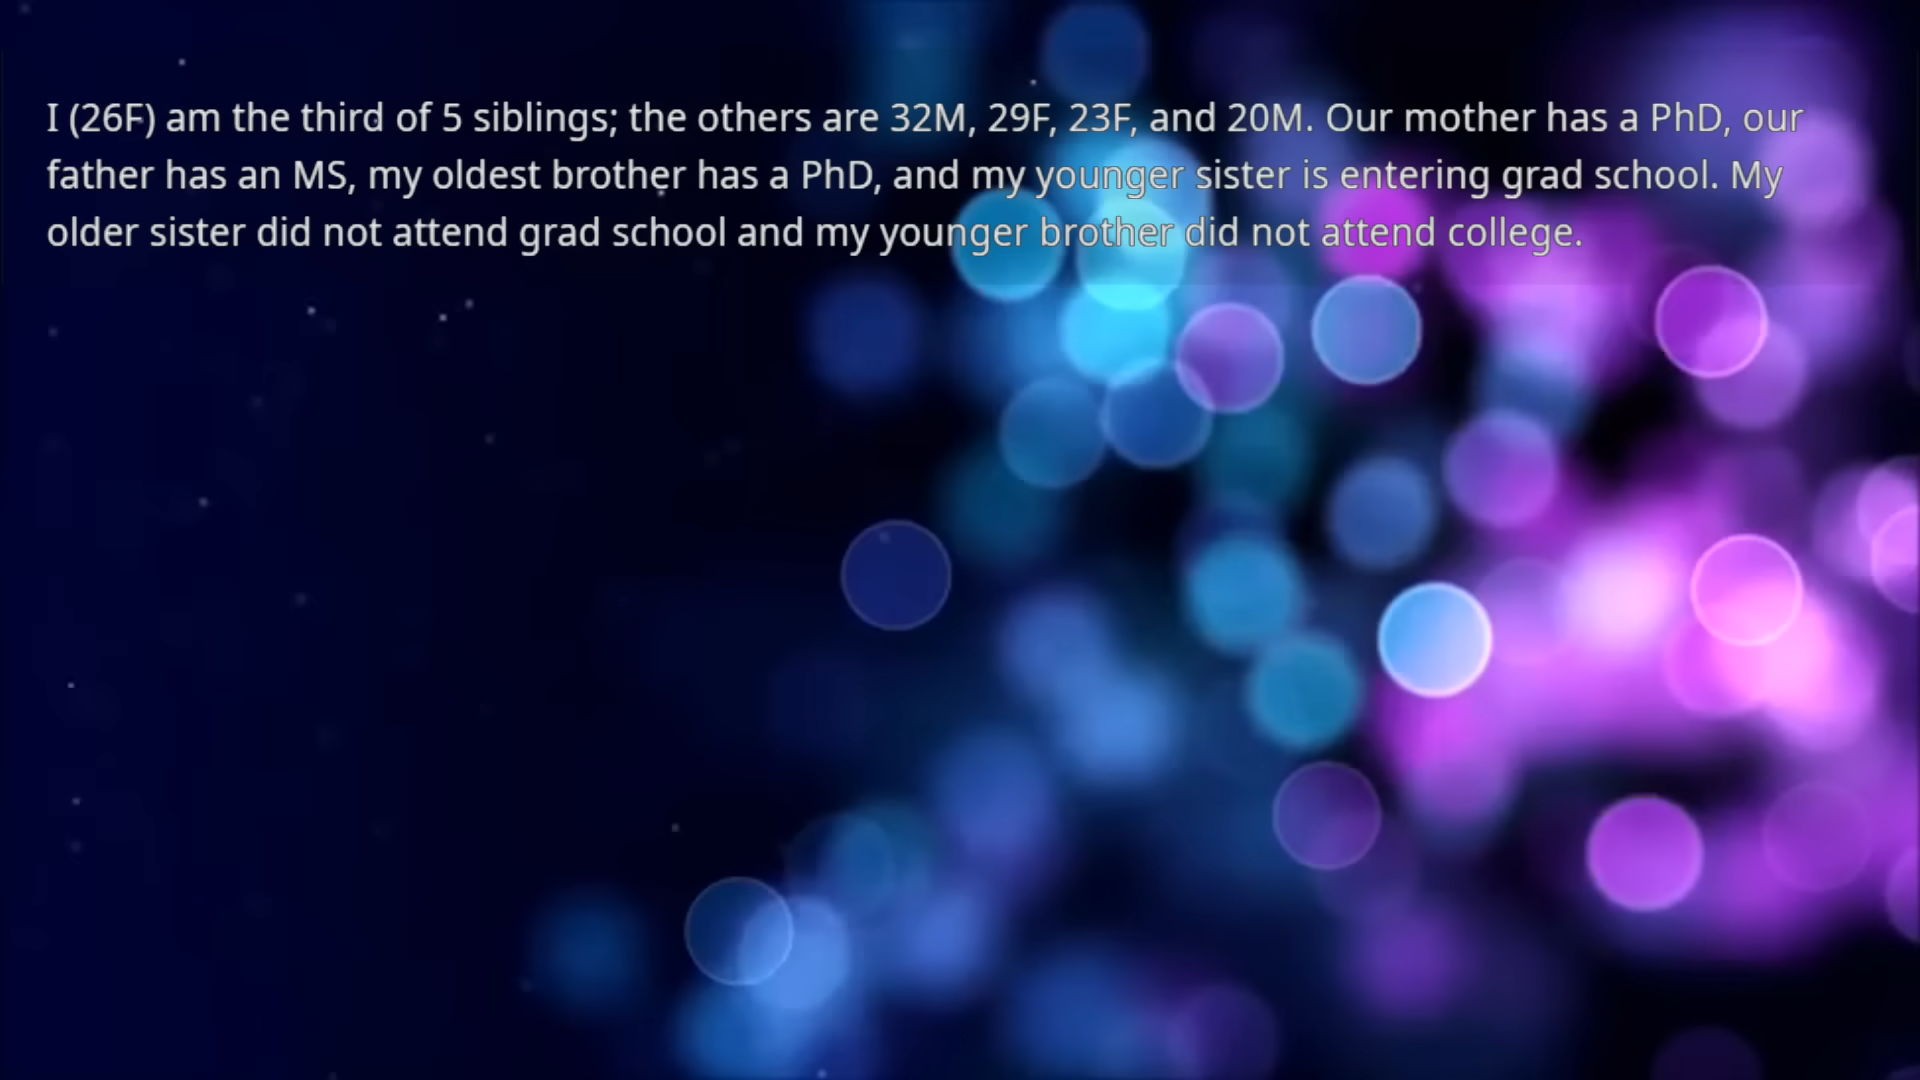 I (26F) am the third of 5 siblings; the others are 32M, 29F, 23F, and 20M. Our mother has a PhD, our
father has an MS, my oldest brother has a PhD, and my younger sister is entering grad school. My
older sister did not attend grad school and my younger brother did not attend college.